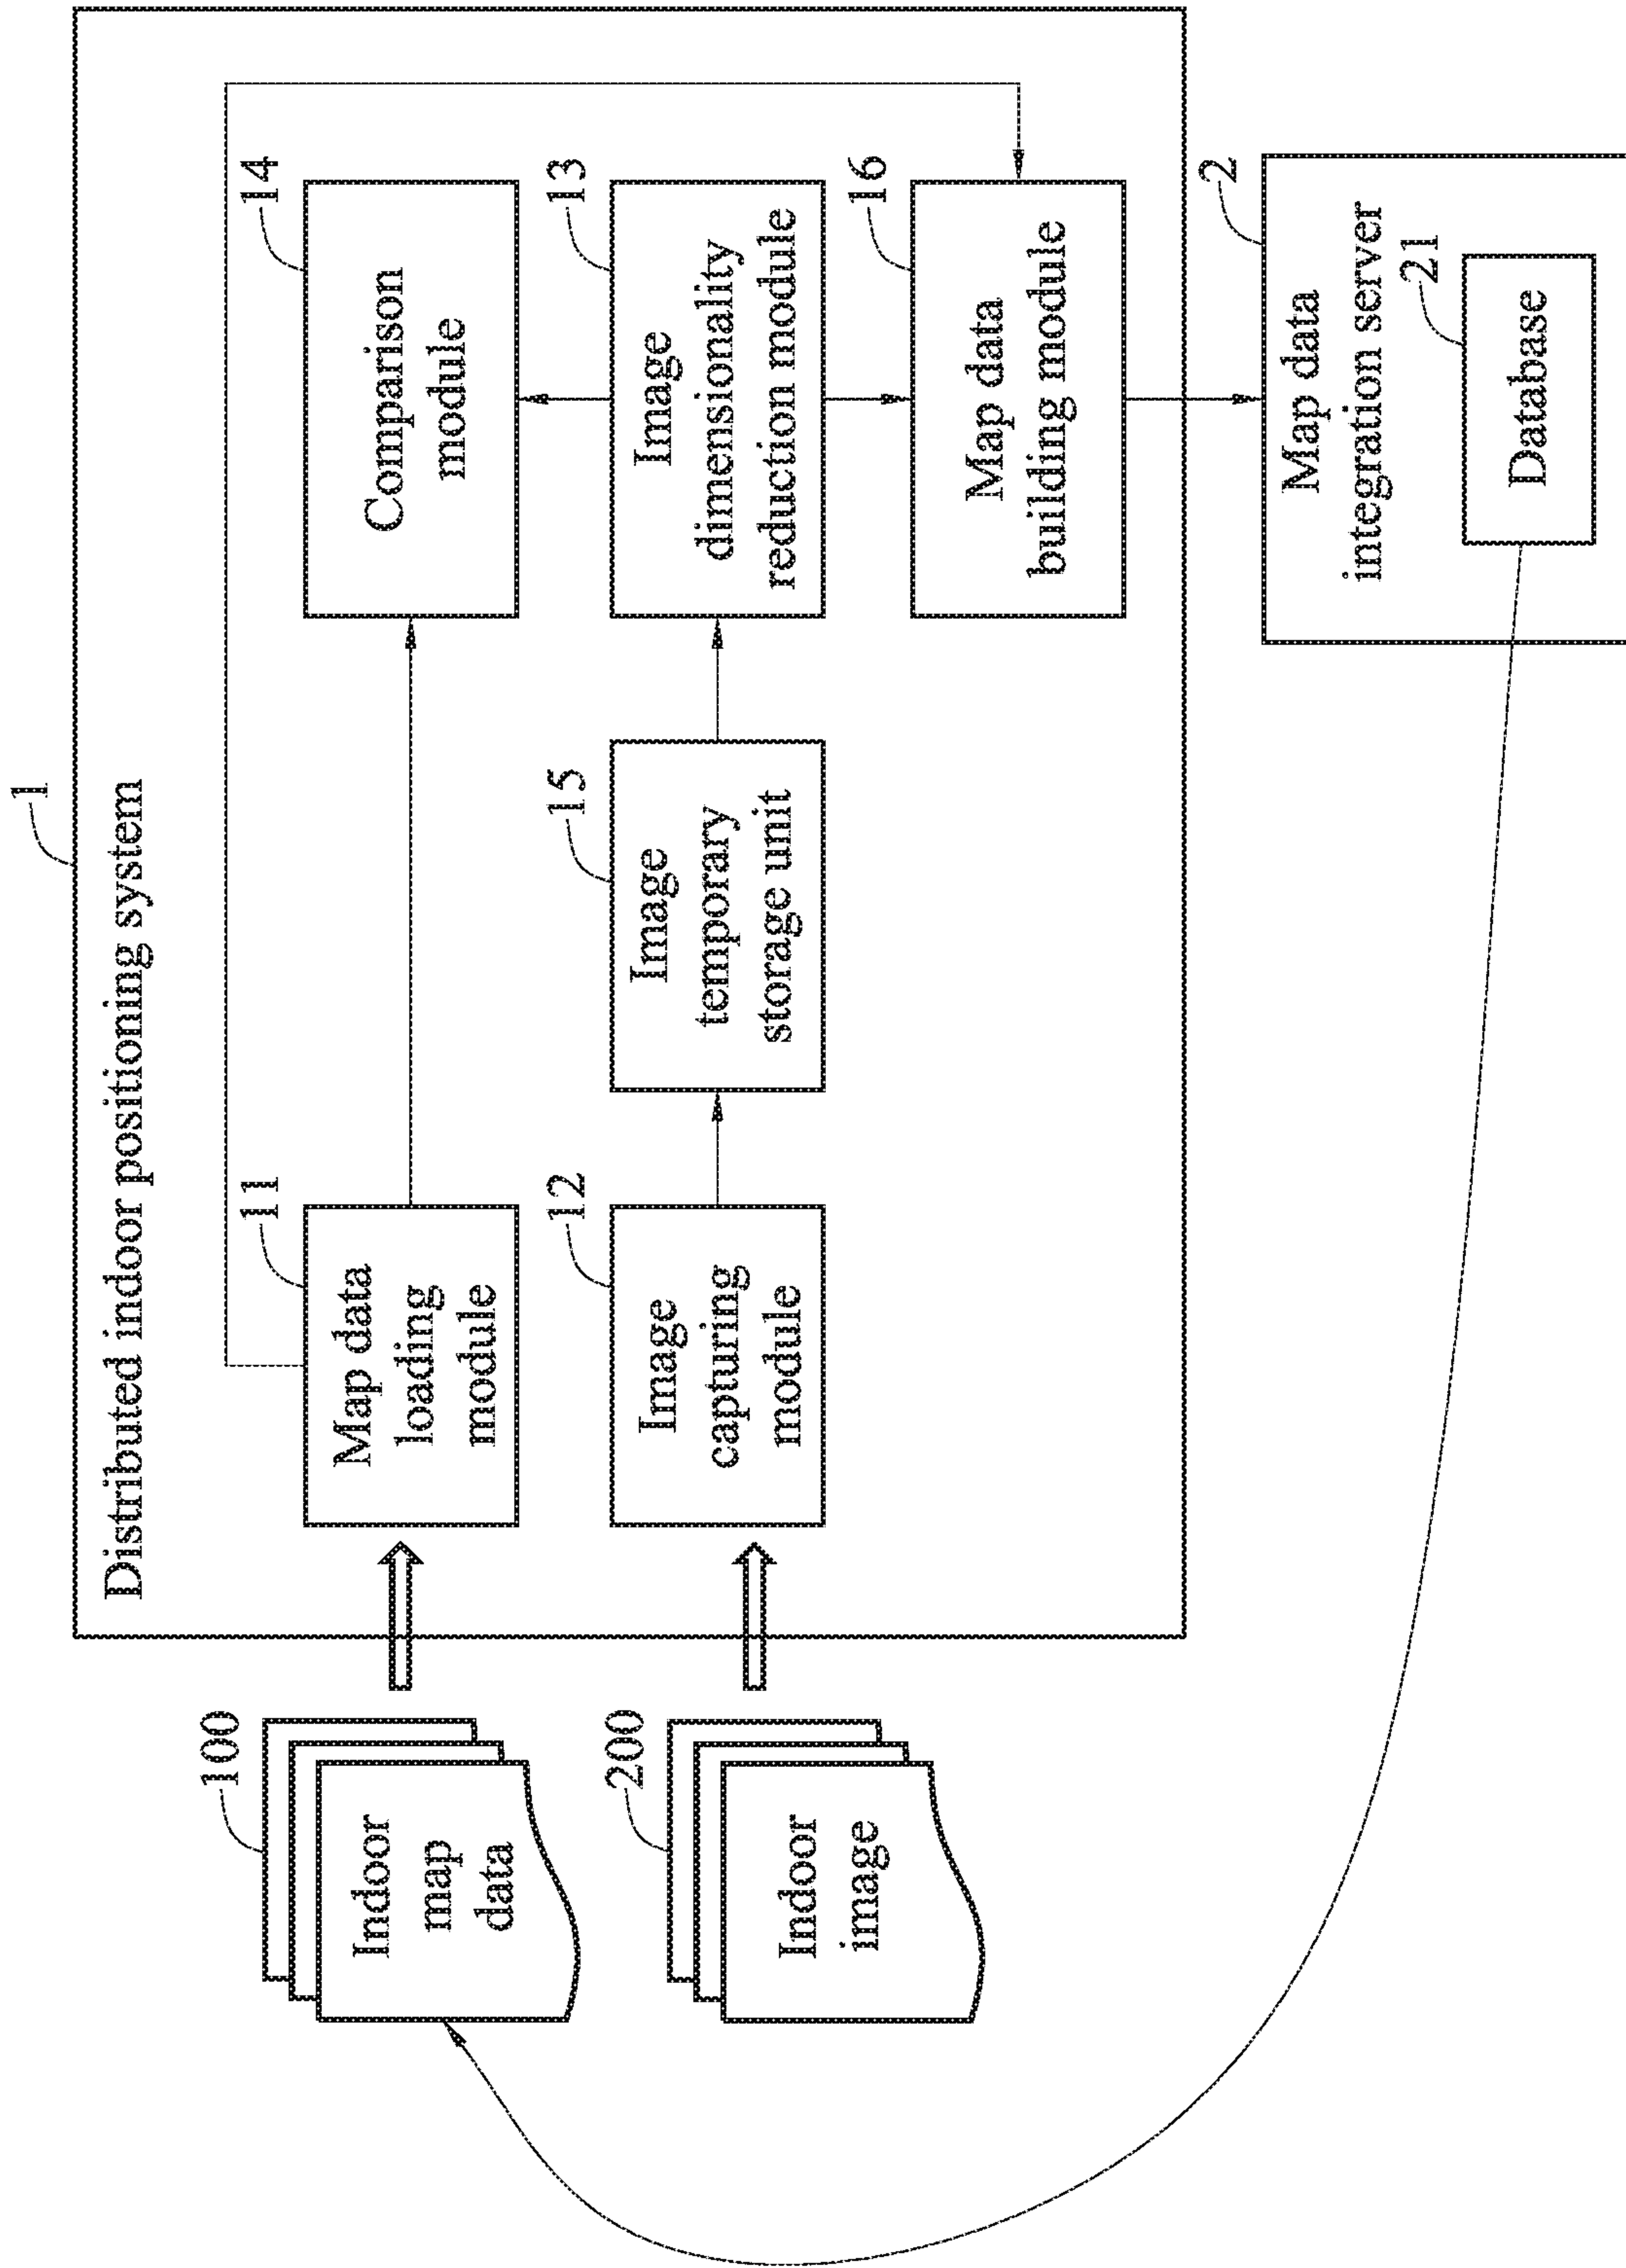 1
Distributed indoor positioning system
100
Indoor
map
data
11
Map data
loading
module
14
Comparison
module
200
Indoor
image
12
Image
capturing
module
15
Image
temporary
storage unit
13
Image
dimensionality
reduction module
16
Map data
building module
2
Map data
integration server
21
Database